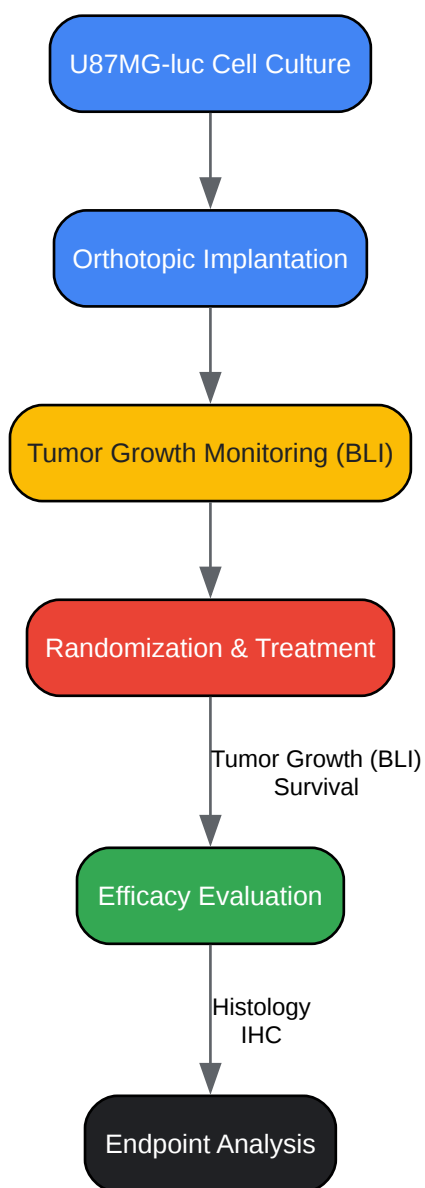 U87MG-luc Cell Culture
Orthotopic Implantation
Tumor Growth Monitoring (BLI)
Randomization & Treatment
Tumor Growth (BLI)
Survival
Efficacy Evaluation
Histology
IHC
Endpoint Analysis